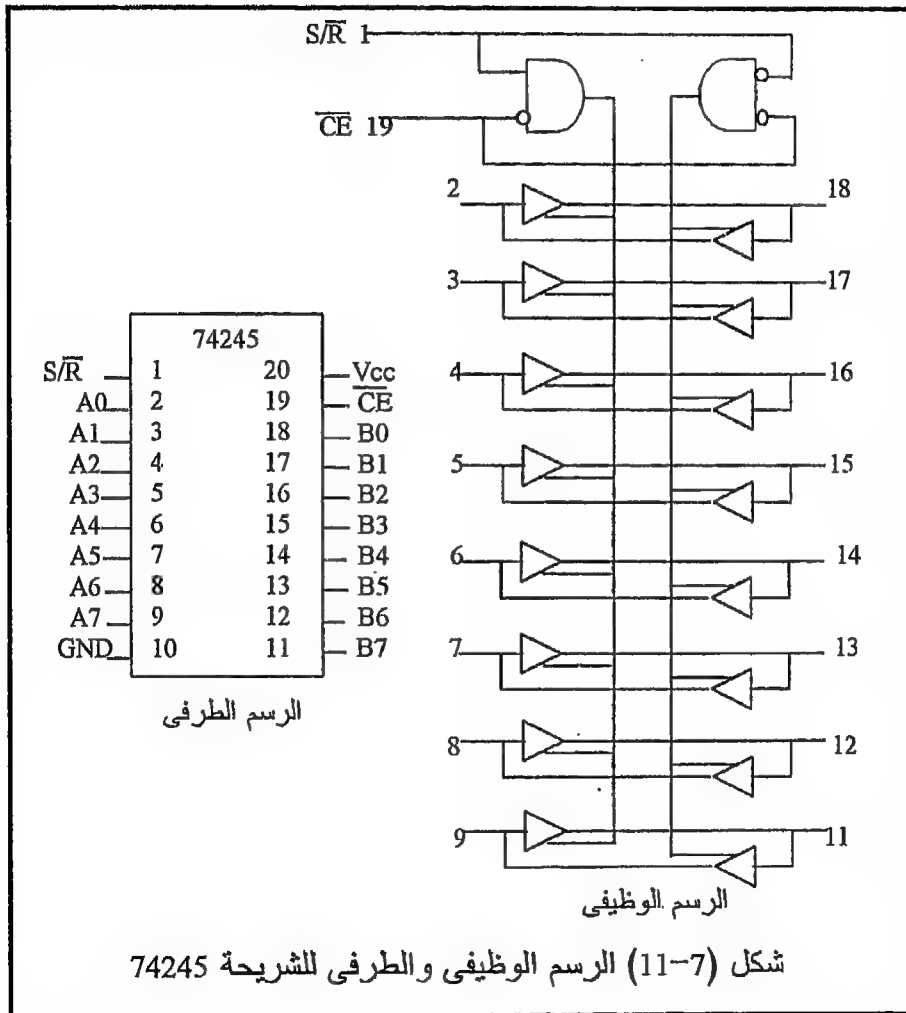 S/R̅ 1
C̅E̅ 19
2 18
3 17
4 16
5 15
6 14
7 13
8 12
9 11
74245
S/R̅ 1 20 Vcc
A0 2 19 C̅E̅
A1 3 18 B0
A2 4 17 B1
A3 5 16 B2
A4 6 15 B3
A5 7 14 B4
A6 8 13 B5
A7 9 12 B6
GND 10 11 B7
الرسم الطرفى
الرسم الوظيفى
شكل (7-11) الرسم الوظيفى والطرفى للشريحة 74245